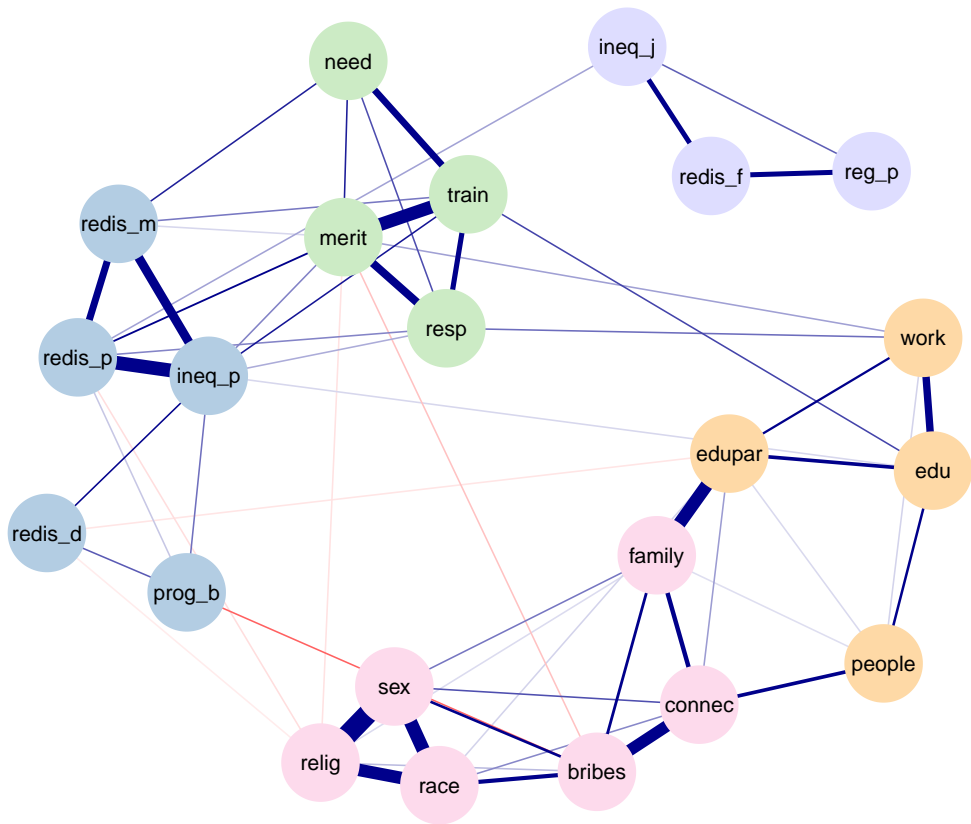 ineq_j
need
redis_f
reg_p
train
redis_m
merit
resp
work
redis_p
ineq_p
edupar
edu
redis_d
family
prog_b
people
sex
connec
relig
bribes
race